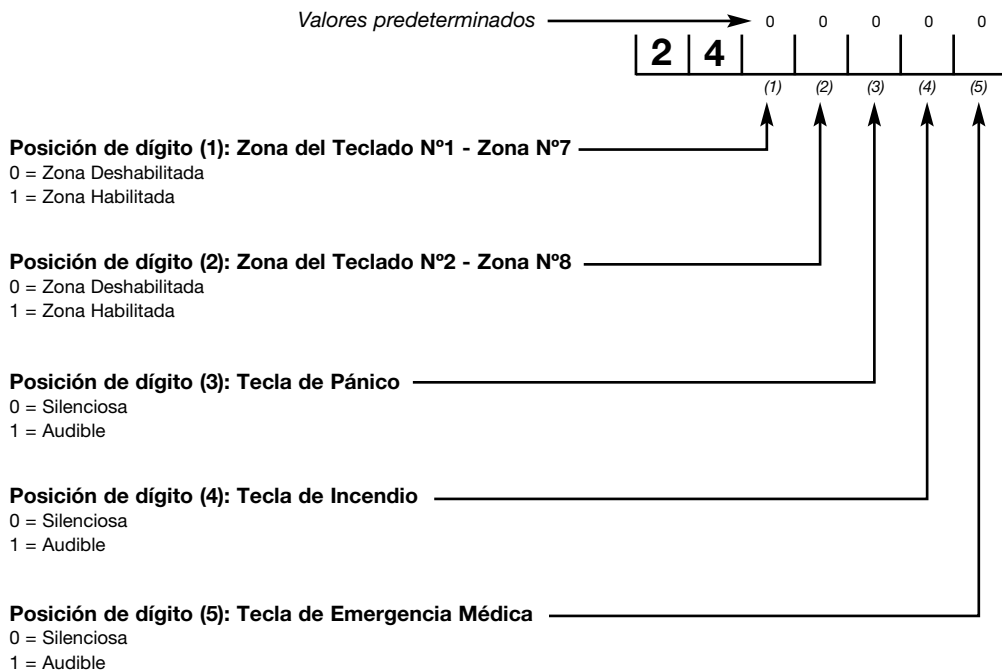 Valores predeterminados 0 0 0 0 0
2 4
(1) (2) (3) (4) (5)
Posición de dígito (1): Zona del Teclado Nº1 - Zona Nº7
0 = Zona Deshabilitada
1 = Zona Habilitada
Posición de dígito (2): Zona del Teclado Nº2 - Zona Nº8
0 = Zona Deshabilitada
1 = Zona Habilitada
Posición de dígito (3): Tecla de Pánico
0 = Silenciosa
1 = Audible
Posición de dígito (4): Tecla de Incendio
0 = Silenciosa
1 = Audible
Posición de dígito (5): Tecla de Emergencia Médica
0 = Silenciosa
1 = Audible